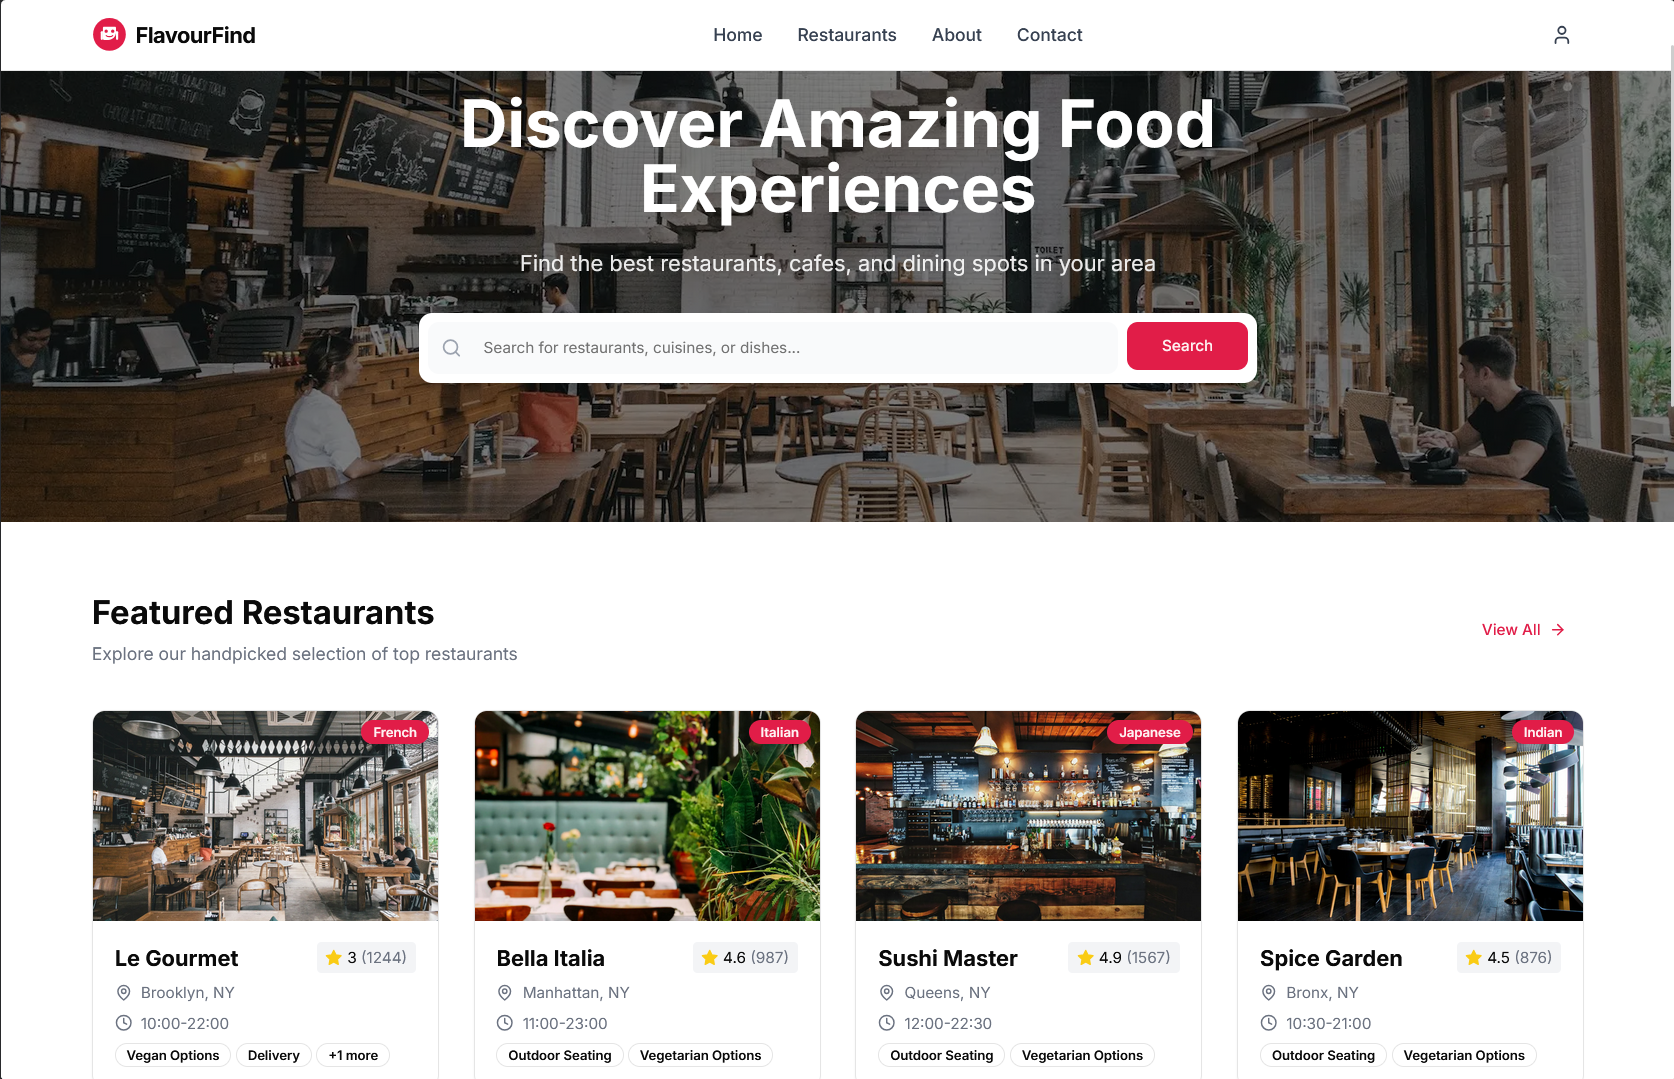 FlavourFind
Home Restaurants About Contact
Discover Amazing Food
Experiences
Find the best restaurants, cafes, and dining spots in your area
Search for restaurants, cuisines, or dishes...
Search
TOILET
Featured Restaurants
Explore our handpicked selection of top restaurants
View All
French
Italian
Japanese
Indian
Le Gourmet 3 (1244)
Brooklyn, NY
10:00-22:00
Vegan Options Delivery +1 more
Bella Italia 4.6 (987)
Manhattan, NY
11:00-23:00
Outdoor Seating Vegetarian Options
Sushi Master 4.9 (1567)
Queens, NY
12:00-22:30
Outdoor Seating Vegetarian Options
Spice Garden 4.5 (876)
Bronx, NY
10:30-21:00
Outdoor Seating Vegetarian Options